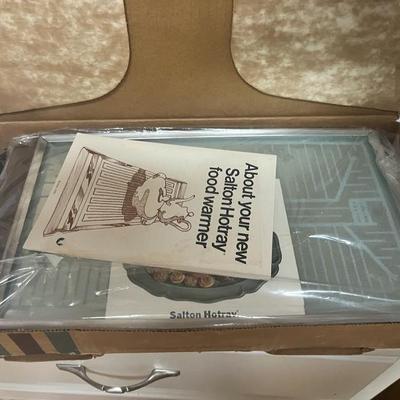 About your new
Salton Hotray
food warmer
Salton Hotray®